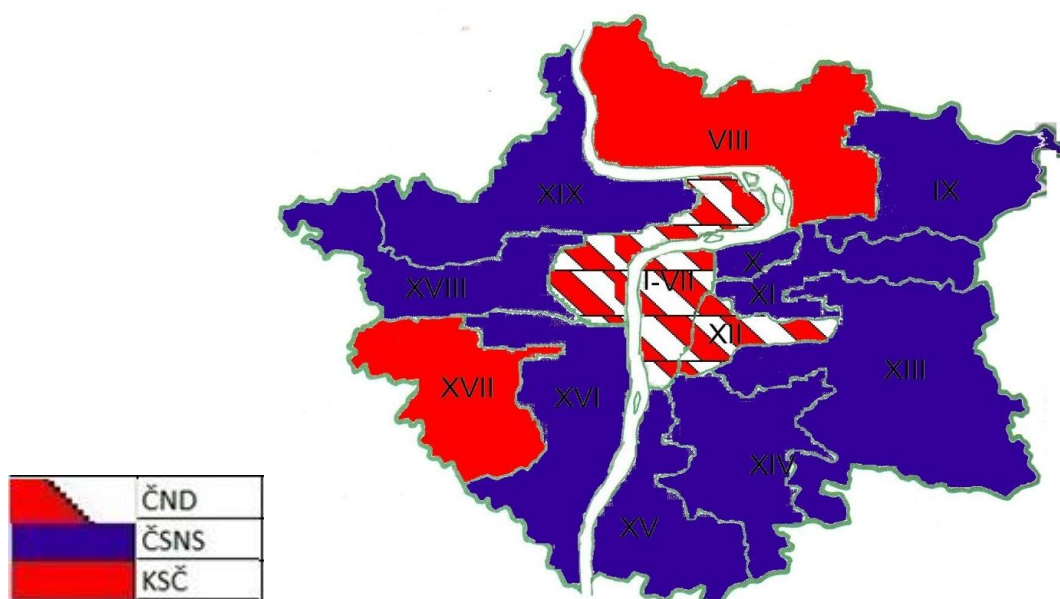 VIII
XIX
IX
X
XVIII
I-VII
XI
XII
XIII
XVII
XVI
XIV
XV
ČND
ČSNS
KSČ